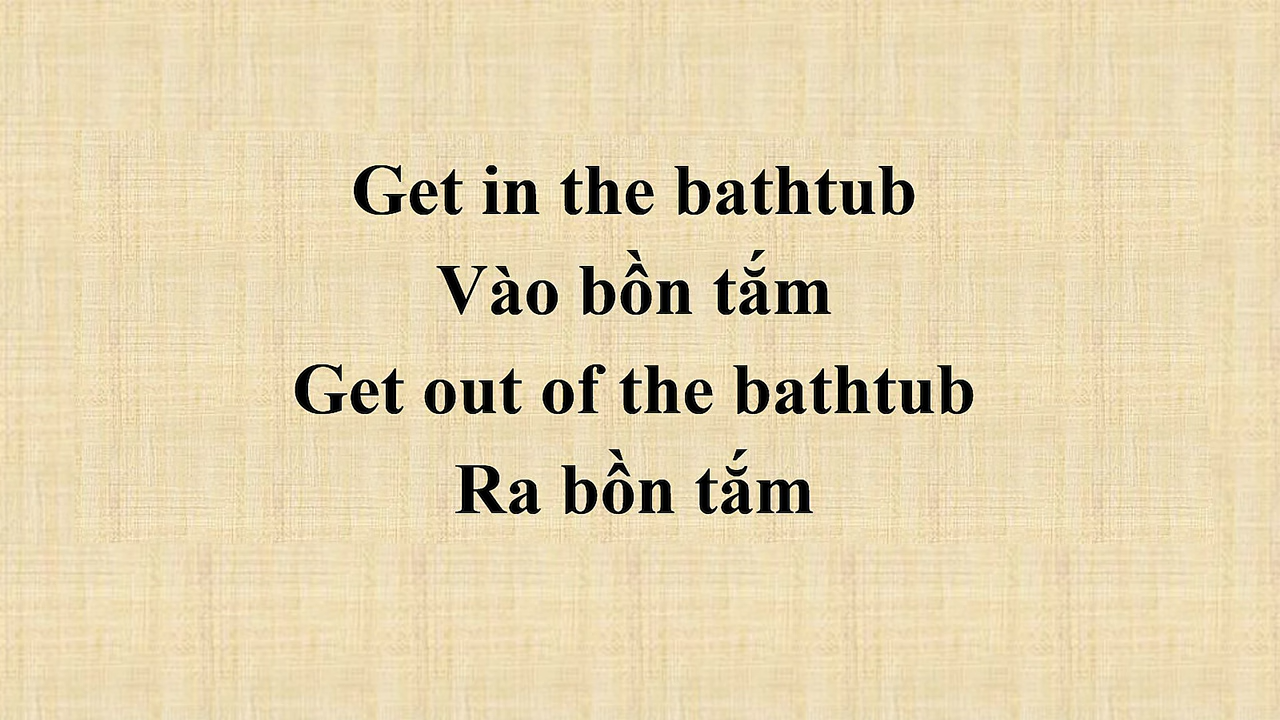 Get in the bathtub
Vào bồn tắm
Get out of the bathtub
Ra bồn tắm